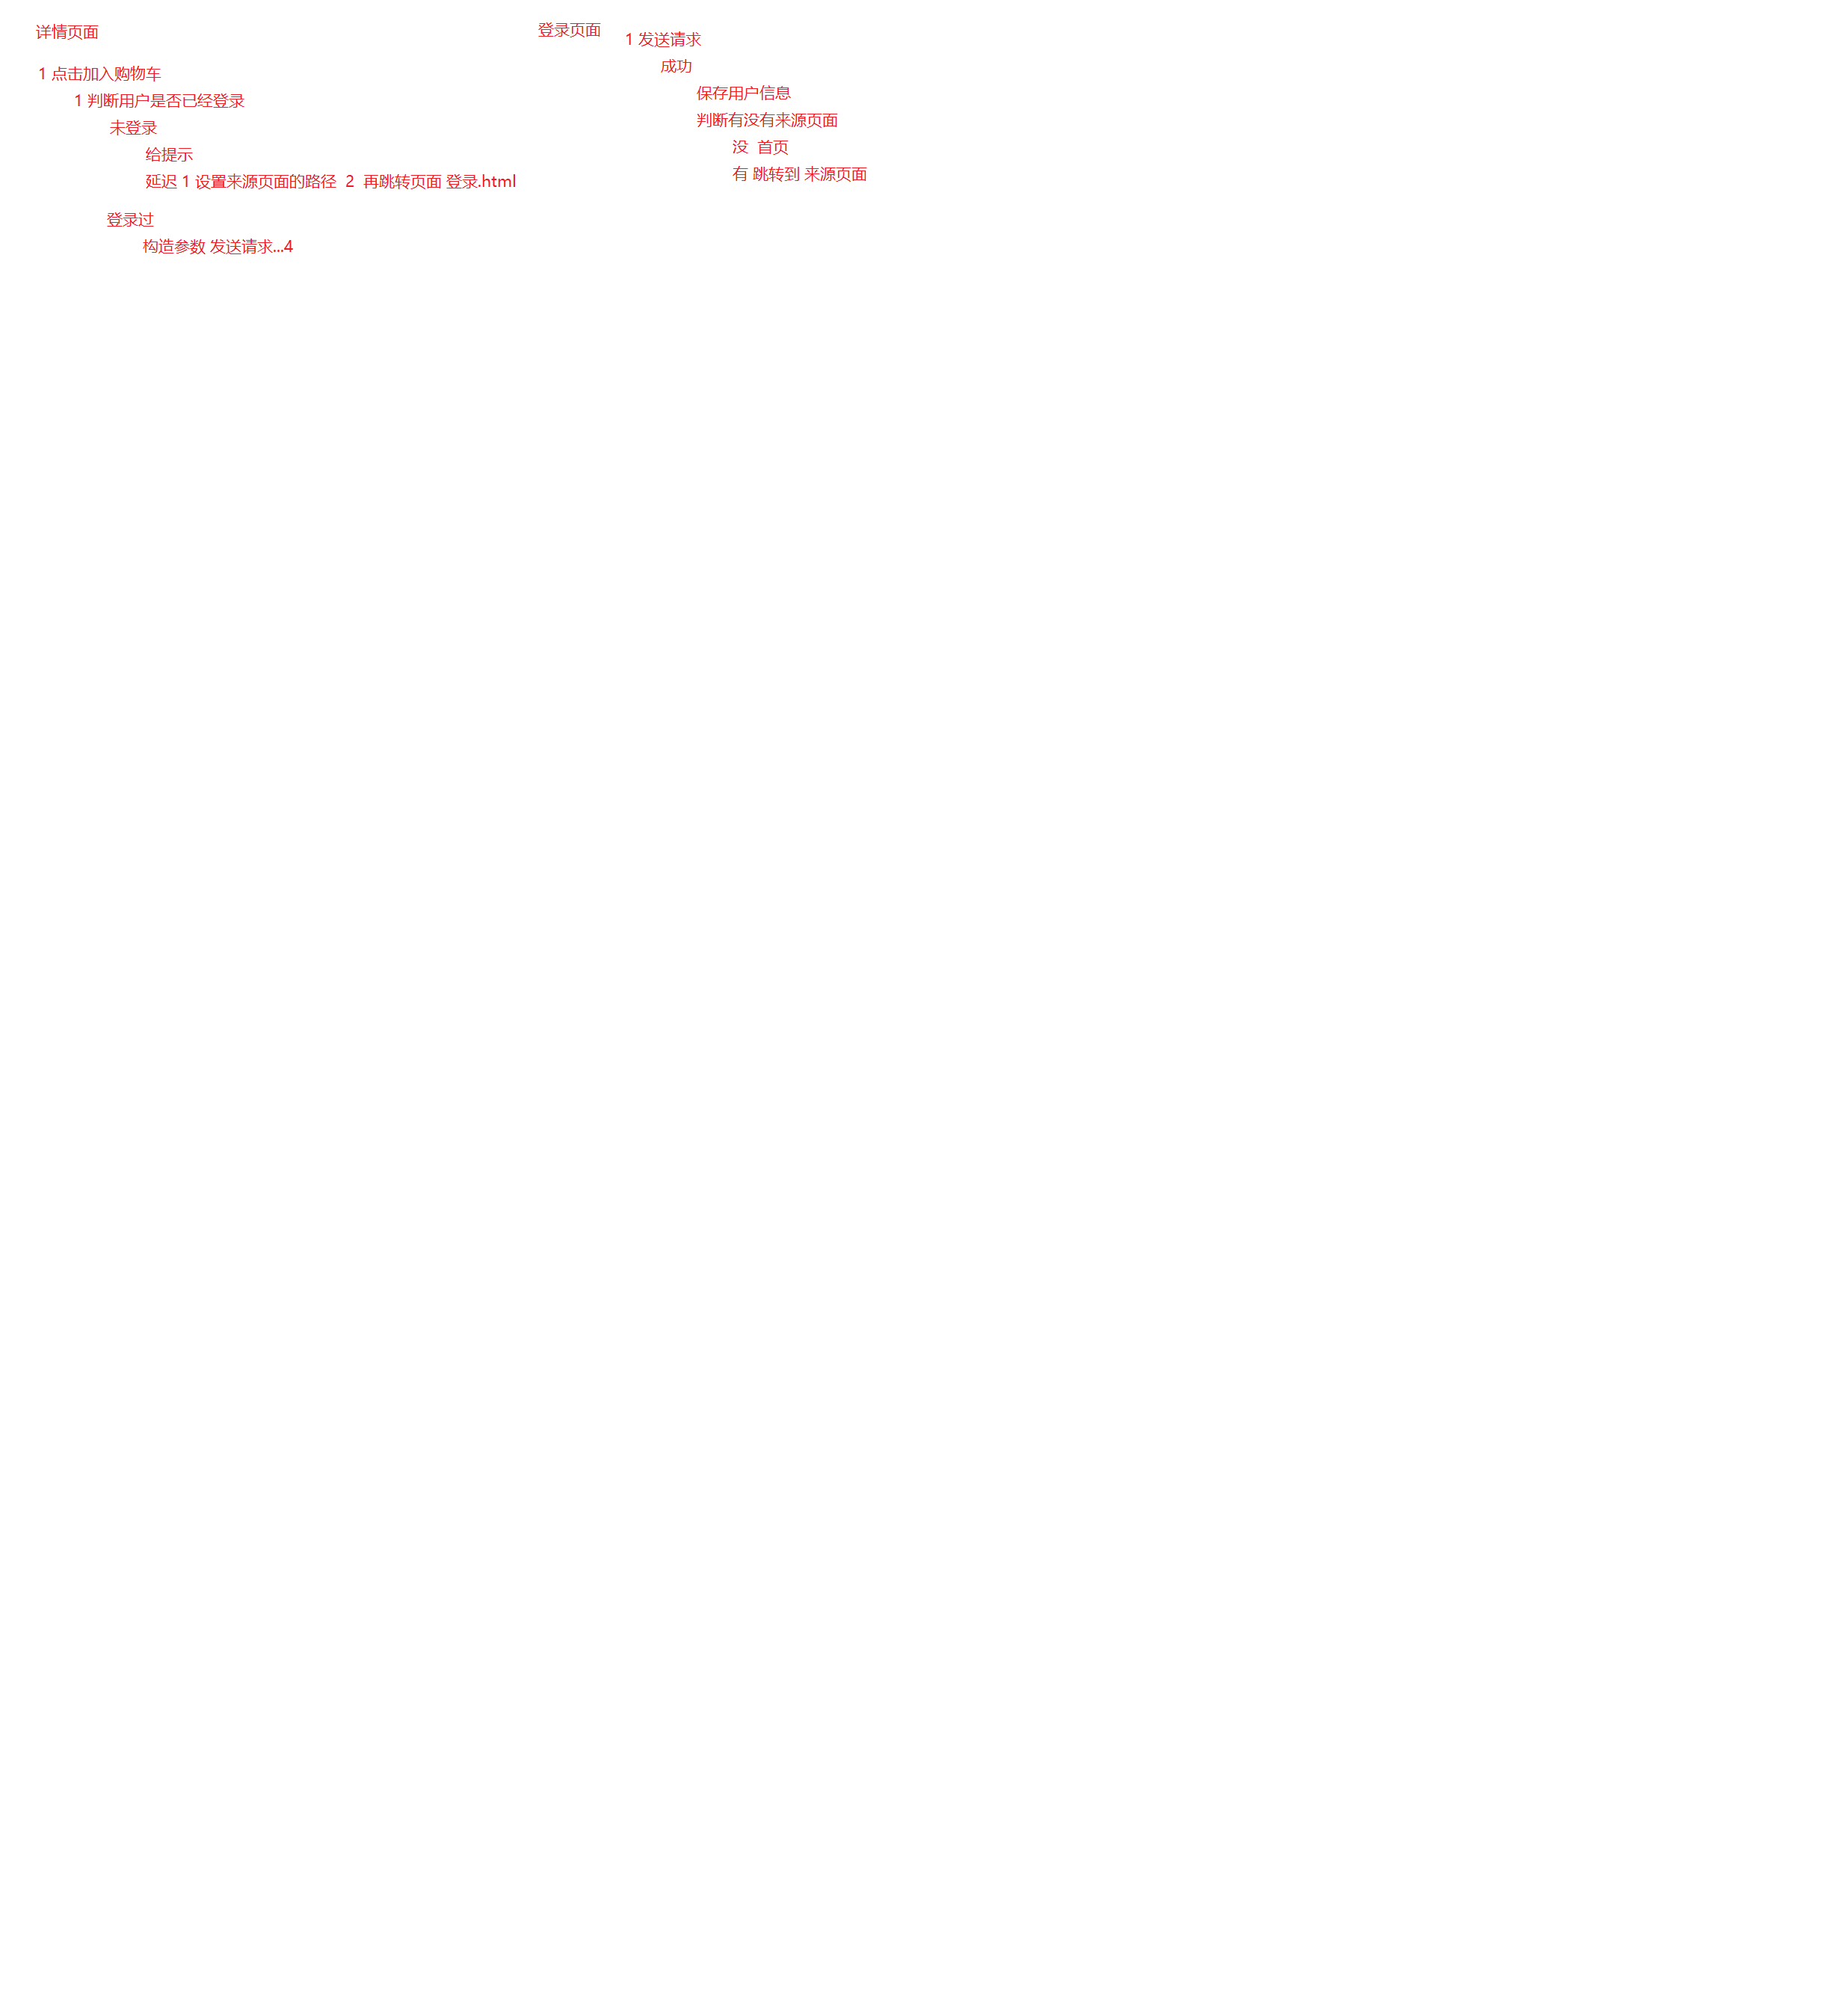 详情页面
1 点击加入购物车
1 判断用户是否已经登录
未登录
给提示
延迟 1 设置来源页面的路径 2 再跳转页面 登录.html
登录过
构造参数 发送请求...4
登录页面
1 发送请求
成功
保存用户信息
判断有没有来源页面
没 首页
有 跳转到 来源页面